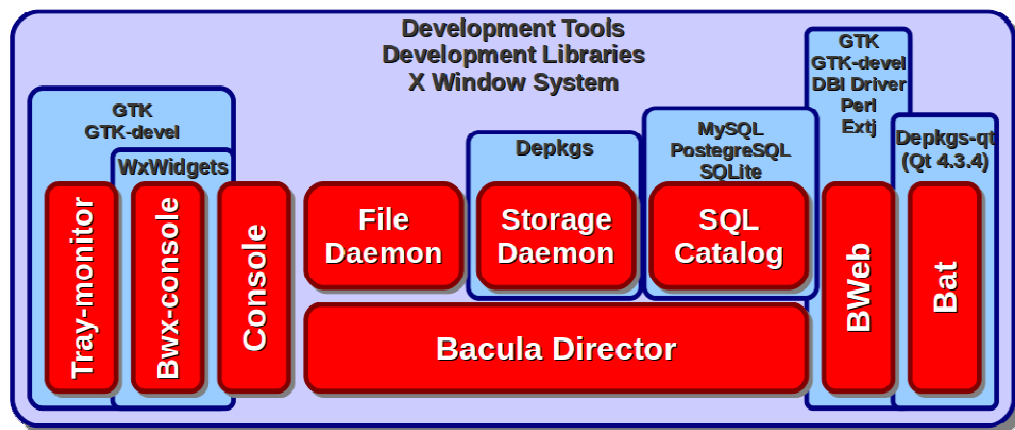 Development Tools
Development Libraries
X Window System
GTK
GTK-devel
WxWidgets
Tray-monitor
Bwx-console
Console
File
Daemon
Depkgs
Storage
Daemon
MySQL
PostegreSQL
SQLite
SQL
Catalog
Bacula Director
GTK
GTK-devel
DBI Driver
Perl
Extj
BWeb
Depkgs-qt
(Qt 4.3.4)
Bat